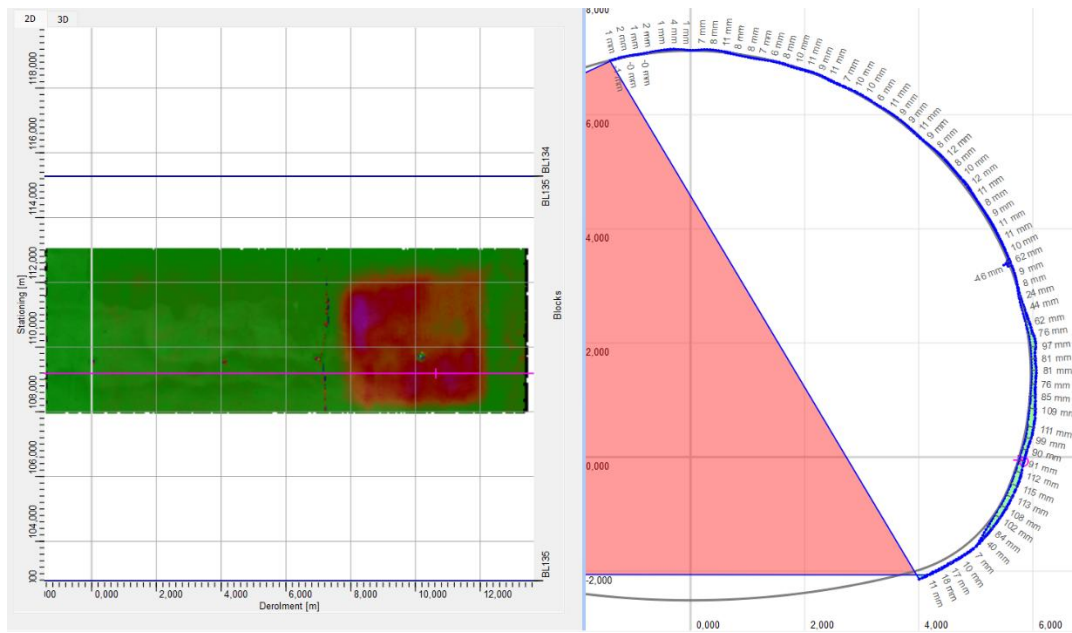 2D
3D
118,000
116,000
114,000
112,000
110,000
108,000
106,000
104,000
Stationing [m]
BL134
BL135
BL135
BL136
Blocks
0,000
2,000
4,000
6,000
8,000
10,000
12,000
Derolment [m]
8,000
6,000
4,000
2,000
0,000
-2,000
0,000
2,000
4,000
6,000
1 mm
2 mm
1 mm
2 mm
1 mm
4 mm
1 mm
7 mm
8 mm
11 mm
8 mm
8 mm
7 mm
6 mm
8 mm
10 mm
11 mm
9 mm
11 mm
7 mm
10 mm
10 mm
6 mm
11 mm
9 mm
9 mm
11 mm
9 mm
8 mm
12 mm
8 mm
10 mm
12 mm
11 mm
8 mm
9 mm
11 mm
11 mm
10 mm
62 mm
9 mm
8 mm
24 mm
44 mm
62 mm
76 mm
97 mm
81 mm
81 mm
76 mm
85 mm
109 mm
111 mm
99 mm
90 mm
91 mm
112 mm
115 mm
113 mm
108 mm
102 mm
84 mm
40 mm
7 mm
10 mm
17 mm
18 mm
11 mm
-0 mm
-0 mm
-46 mm